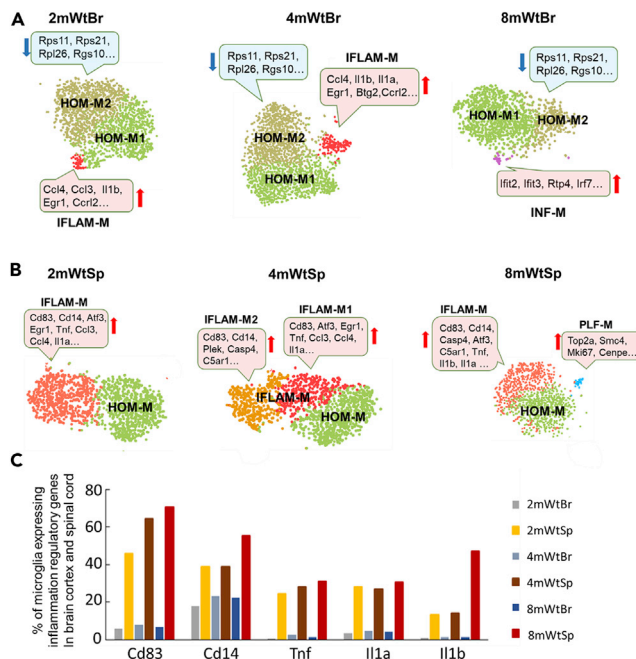 A
2mWtBr
4mWtBr
8mWtBr
Rps11, Rps21,
Rpl26, Rgs10...
HOM-M2
HOM-M1
Ccl4, Ccl3, Il1b,
Egr1, Ccrl2...
IFLAM-M
Rps11, Rps21,
Rpl26, Rgs10...
IFLAM-M
Ccl4, Il1b, Il1a,
Egr1, Btg2,Ccrl2...
HOM-M2
HOM-M1
Rps11, Rps21,
Rpl26, Rgs10...
HOM-M1
HOM-M2
Ifit2, Ifit3, Rtp4, Irf7...
INF-M
B
2mWtSp
4mWtSp
8mWtSp
IFLAM-M
Cd83, Cd14, Atf3,
Egr1, Tnf, Ccl3,
Ccl4, Il1a...
HOM-M
IFLAM-M2
Cd83, Cd14,
Plek, Casp4,
C5ar1...
IFLAM-M1
Cd83, Atf3, Egr1,
Tnf, Ccl3, Ccl4,
Il1a...
IFLAM-M
HOM-M
IFLAM-M
Cd83, Cd14,
Casp4, Atf3,
C5ar1, Tnf,
Il1b, Il1a ...
PLF-M
Top2a, Smc4,
Mki67, Cenpe...
HOM-M
C
% of microglia expressing
inflammation regulatory genes
In brain cortex and spinal cord
80
60
40
20
0
Cd83
Cd14
Tnf
Il1a
Il1b
2mWtBr
2mWtSp
4mWtBr
4mWtSp
8mWtBr
8mWtSp